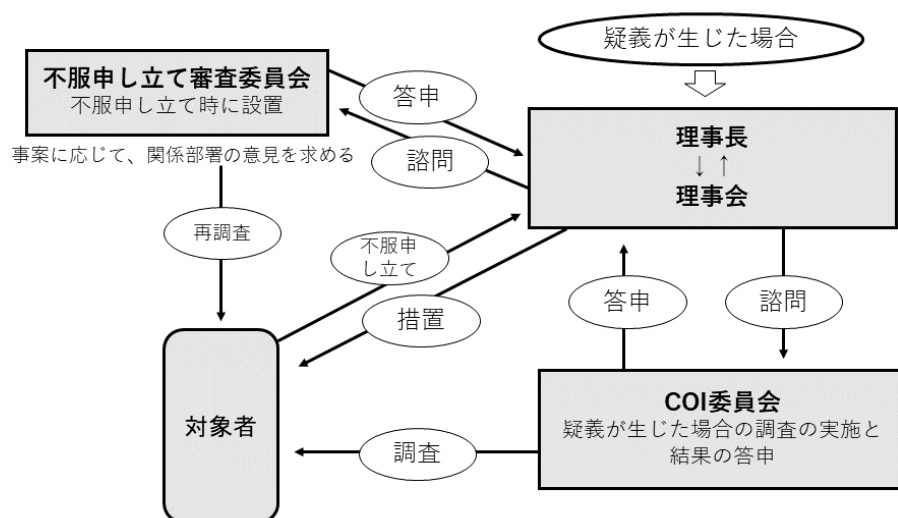 疑義が生じた場合
不服申し立て審査委員会
不服申し立て時に設置
事案に応じて、関係部署の意見を求める
答申
諮問
理事長
↓ ↑
理事会
再調査
不服申
し立て
措置
答申
諮問
対象者
調査
COI委員会
疑義が生じた場合の調査の実施と
結果の答申